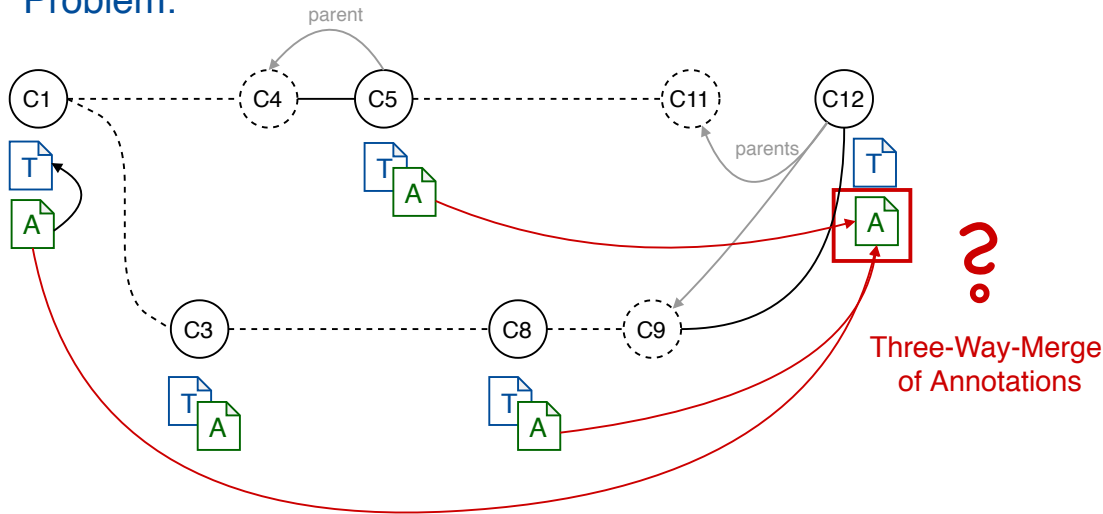 Problem:
parent
C1
C4
C5
C11
C12
parents
T
T
T
A
A
A
C3
C8
C9
?
Three-Way-Merge
of Annotations
T
T
A
A